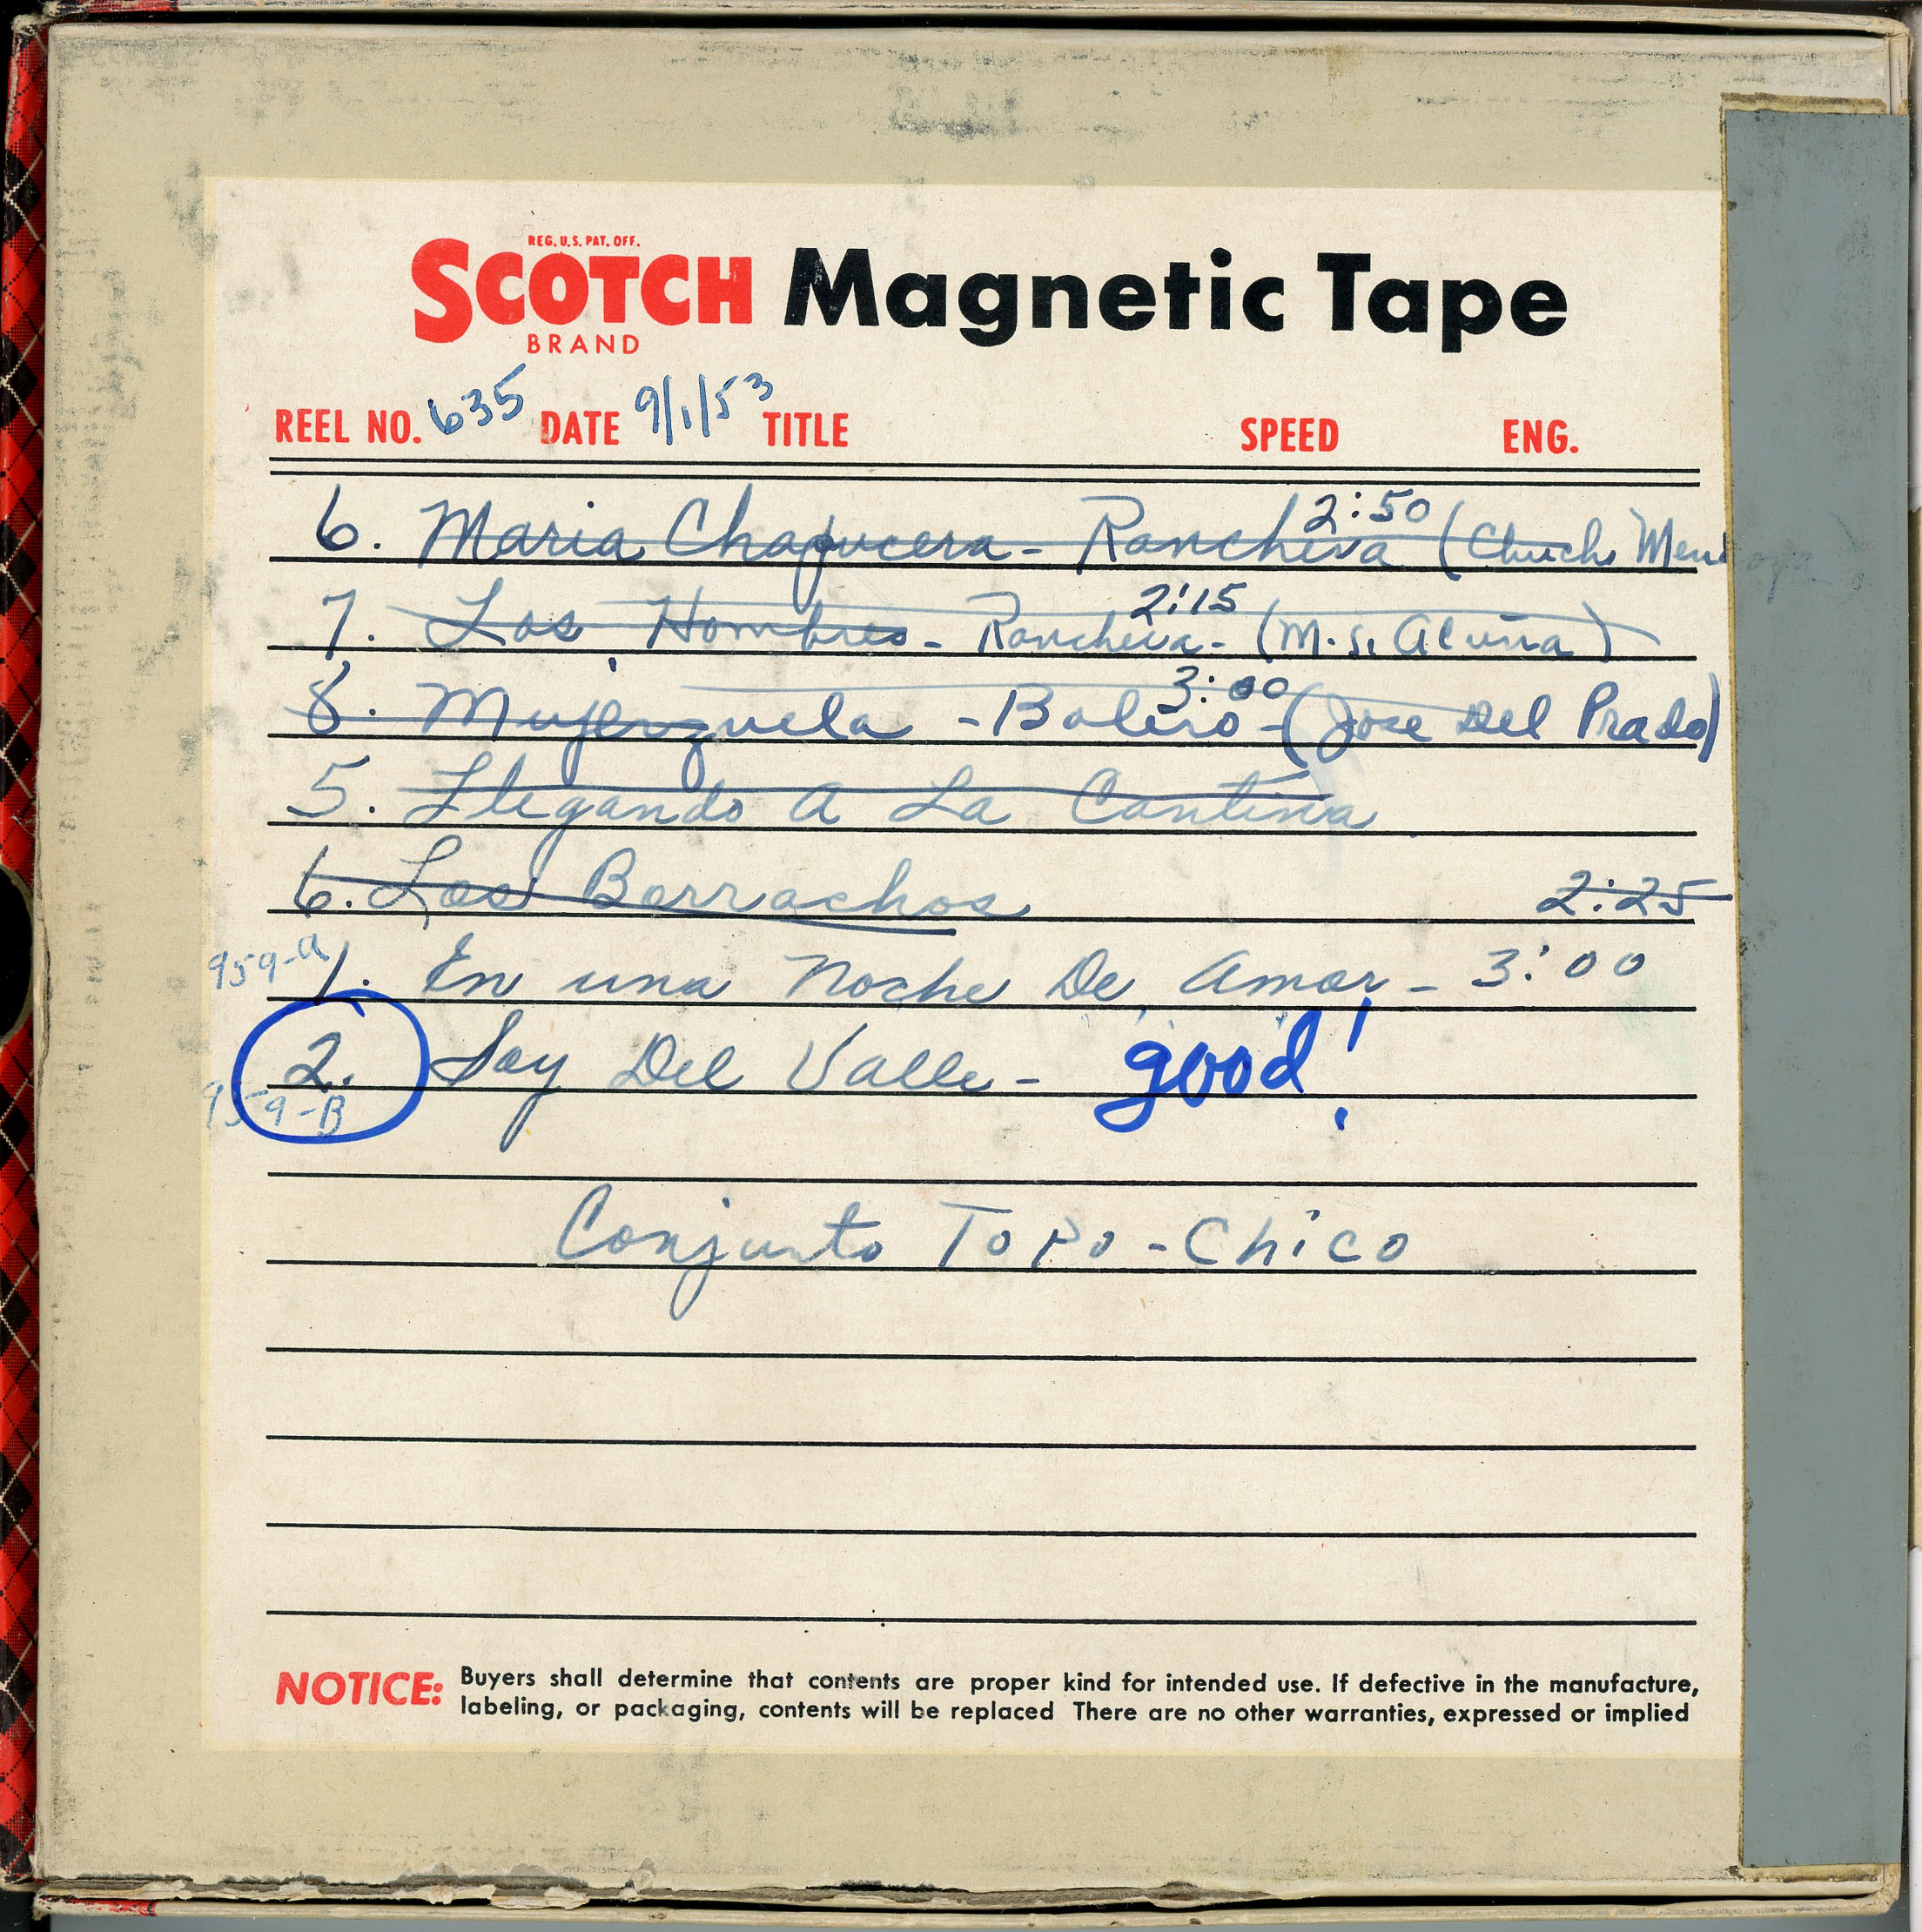 REG. U.S. PAT. OFF.
SCOTCH Magnetic Tape
BRAND
REEL NO. 635 DATE 9/1/53 TITLE SPEED ENG.
6. Maria Chapucera - Ranchera 2:50 (Chuch Men
7. Los Hombres - Ranchera - 2:15 (M. S. Acuña)
8. Mujerzuela - Bolero - 3:00 (Jose Del Prado)
5. Llegando A La Cantina
6. Los Borrachos 2:25
959-A 1. En una Noche De Amor - 3:00
2. Soy Del Valle - good!
959-B
Conjunto Topo-Chico
NOTICE: Buyers shall determine that contents are proper kind for intended use. If defective in the manufacture,
labeling, or packaging, contents will be replaced There are no other warranties, expressed or implied